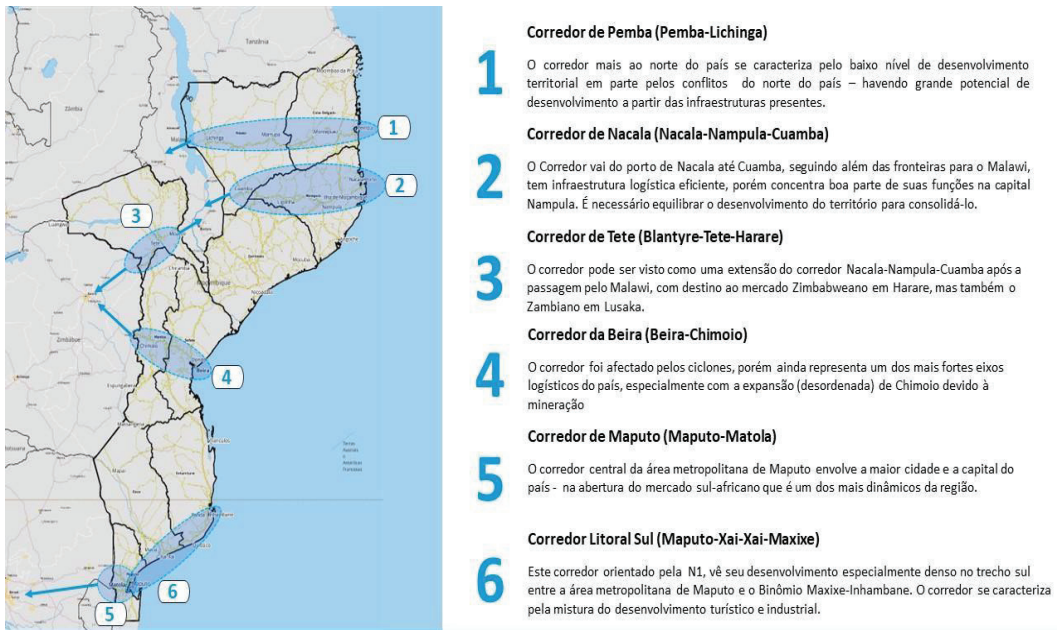 Tanzânia
Zâmbia
Lichinga
1
2
3
Tete
Chimoio
Beira
4
Zimbábue
Maputo
5
6
Corredor de Pemba (Pemba-Lichinga)
1
O corredor mais ao norte do país se caracteriza pelo baixo nível de desenvolvimento
territorial em parte pelos conflitos do norte do país – havendo grande potencial de
desenvolvimento a partir das infraestruturas presentes.
Corredor de Nacala (Nacala-Nampula-Cuamba)
2
O Corredor vai do porto de Nacala até Cuamba, seguindo além das fronteiras para o Malawi,
tem infraestrutura logística eficiente, porém concentra boa parte de suas funções na capital
Nampula. É necessário equilibrar o desenvolvimento do território para consolidá-lo.
Corredor de Tete (Blantyre-Tete-Harare)
3
O corredor pode ser visto como uma extensão do corredor Nacala-Nampula-Cuamba após a
passagem pelo Malawi, com destino ao mercado Zimbabweano em Harare, mas também o
Zambiano em Lusaka.
Corredor da Beira (Beira-Chimoio)
4
O corredor foi afectado pelos ciclones, porém ainda representa um dos mais fortes eixos
logísticos do país, especialmente com a expansão (desordenada) de Chimoio devido à
mineração
Corredor de Maputo (Maputo-Matola)
5
O corredor central da área metropolitana de Maputo envolve a maior cidade e a capital do
país - na abertura do mercado sul-africano que é um dos mais dinâmicos da região.
Corredor Litoral Sul (Maputo-Xai-Xai-Maxixe)
6
Este corredor orientado pela N1, vê seu desenvolvimento especialmente denso no trecho sul
entre a área metropolitana de Maputo e o Binômio Maxixe-Inhambane. O corredor se caracteriza
pela mistura do desenvolvimento turístico e industrial.